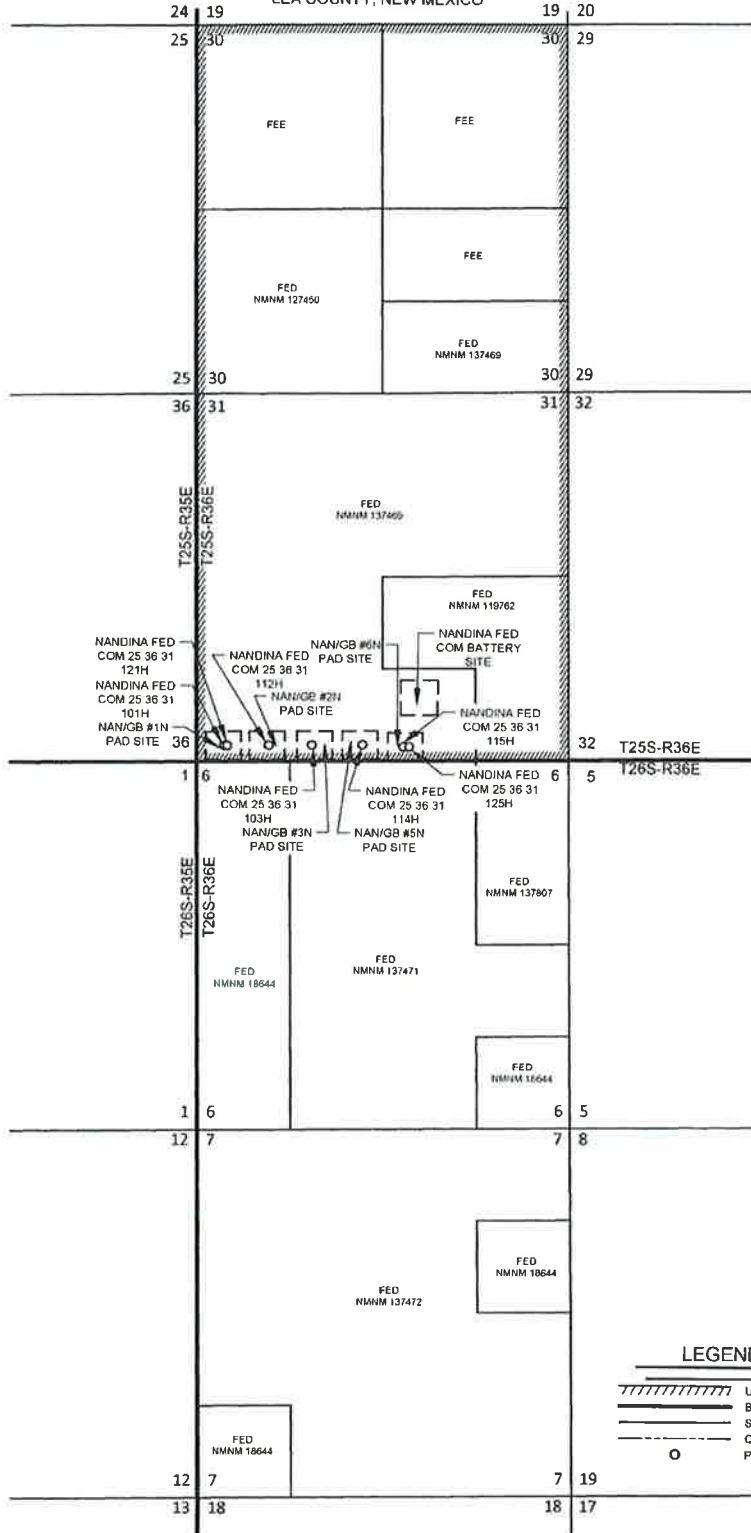 LEA COUNTY, NEW MEXICO
24 19
19 20
25 30
30 29
FEE
FEE
FEE
FED
NMNM 127450
FED
NMNM 137469
25 30
30 29
36 31
31 32
T25S-R35E
T25S-R36E
FED
NMNM 137469
FED
NMNM 119762
NANDINA FED
COM 25 36 31
121H
NANDINA FED
COM 25 36 31
101H
NAN/GB #1N
PAD SITE
NANDINA FED
COM 25 36 31
112H
NAN/GB #2N
PAD SITE
NAN/GB #6N
PAD SITE
NANDINA FED
COM BATTERY
SITE
NANDINA FED
COM 25 36 31
115H
36
32
T25S-R36E
1 6
6 5
T26S-R36E
NANDINA FED
COM 25 36 31
103H
NAN/GB #3N
PAD SITE
NANDINA FED
COM 25 36 31
114H
NAN/GB #5N
PAD SITE
NANDINA FED
COM 25 36 31
125H
T26S-R35E
T26S-R36E
FED
NMNM 137807
FED
NMNM 18644
FED
NMNM 137471
FED
NMNM 18644
1 6
6 5
12 7
7 8
FED
NMNM 18644
FED
NMNM 137472
FED
NMNM 18644
12 7
7 19
13 18
18 17
LEGEND